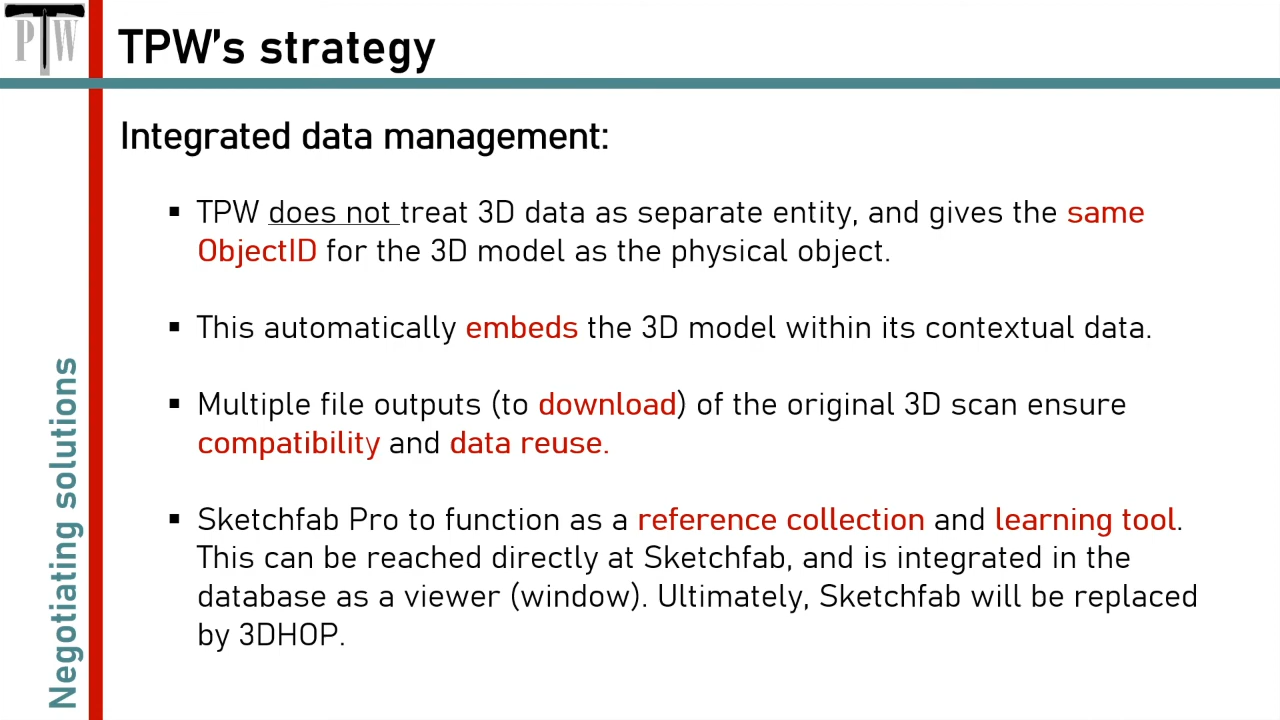 PTW
TPW's strategy
Integrated data management:
▪ TPW does not treat 3D data as separate entity, and gives the same
ObjectID for the 3D model as the physical object.
▪ This automatically embeds the 3D model within its contextual data.
▪ Multiple file outputs (to download) of the original 3D scan ensure
compatibility and data reuse.
▪ Sketchfab Pro to function as a reference collection and learning tool.
This can be reached directly at Sketchfab, and is integrated in the
database as a viewer (window). Ultimately, Sketchfab will be replaced
by 3DHOP.
Negotiating solutions